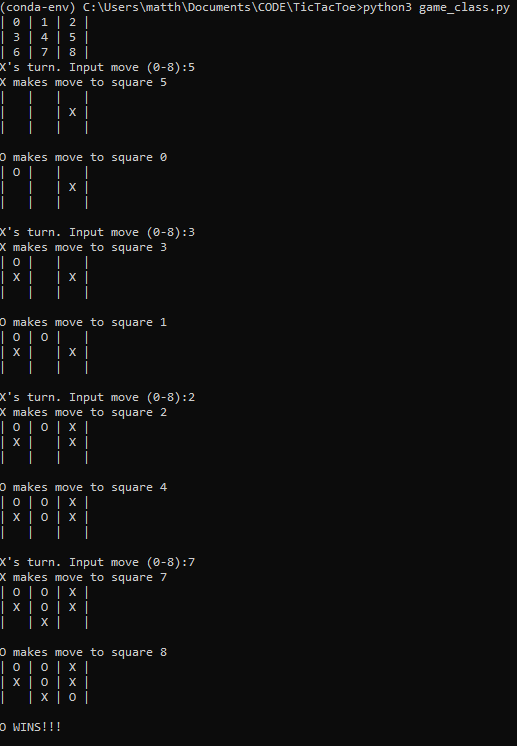 (conda-env) C:\Users\matth\Documents\CODE\TicTacToe>python3 game_class.py
| 0 | 1 | 2 |
| 3 | 4 | 5 |
| 6 | 7 | 8 |
X's turn. Input move (0-8):5
X makes move to square 5
|   |   |   |
|   |   | X |
|   |   |   |

O makes move to square 0
| O |   |   |
|   |   | X |
|   |   |   |

X's turn. Input move (0-8):3
X makes move to square 3
| O |   |   |
| X |   | X |
|   |   |   |

O makes move to square 1
| O | O |   |
| X |   | X |
|   |   |   |

X's turn. Input move (0-8):2
X makes move to square 2
| O | O | X |
| X |   | X |
|   |   |   |

O makes move to square 4
| O | O | X |
| X | O | X |
|   |   |   |

X's turn. Input move (0-8):7
X makes move to square 7
| O | O | X |
| X | O | X |
|   | X |   |

O makes move to square 8
| O | O | X |
| X | O | X |
|   | X | O |

O WINS!!!